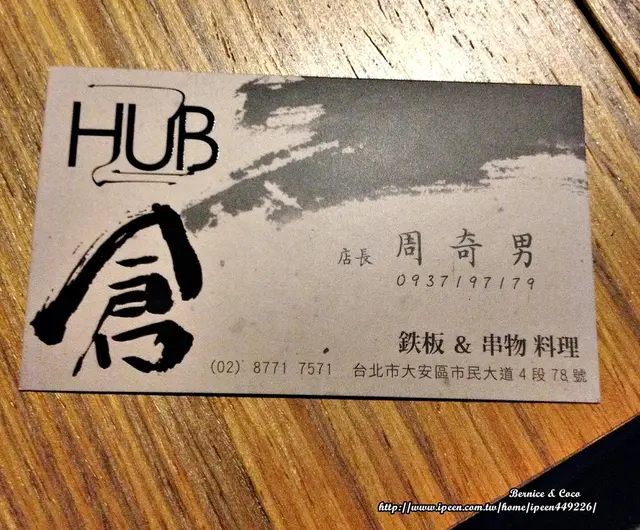 HUB
倉
店長 周奇男
0937197179
鉄板 & 串物 料理
(02) 8771 7571 台北市大安區市民大道4段78號
Bernice & Coco
http://www.ipeen.com.tw/home/ipeen449226/